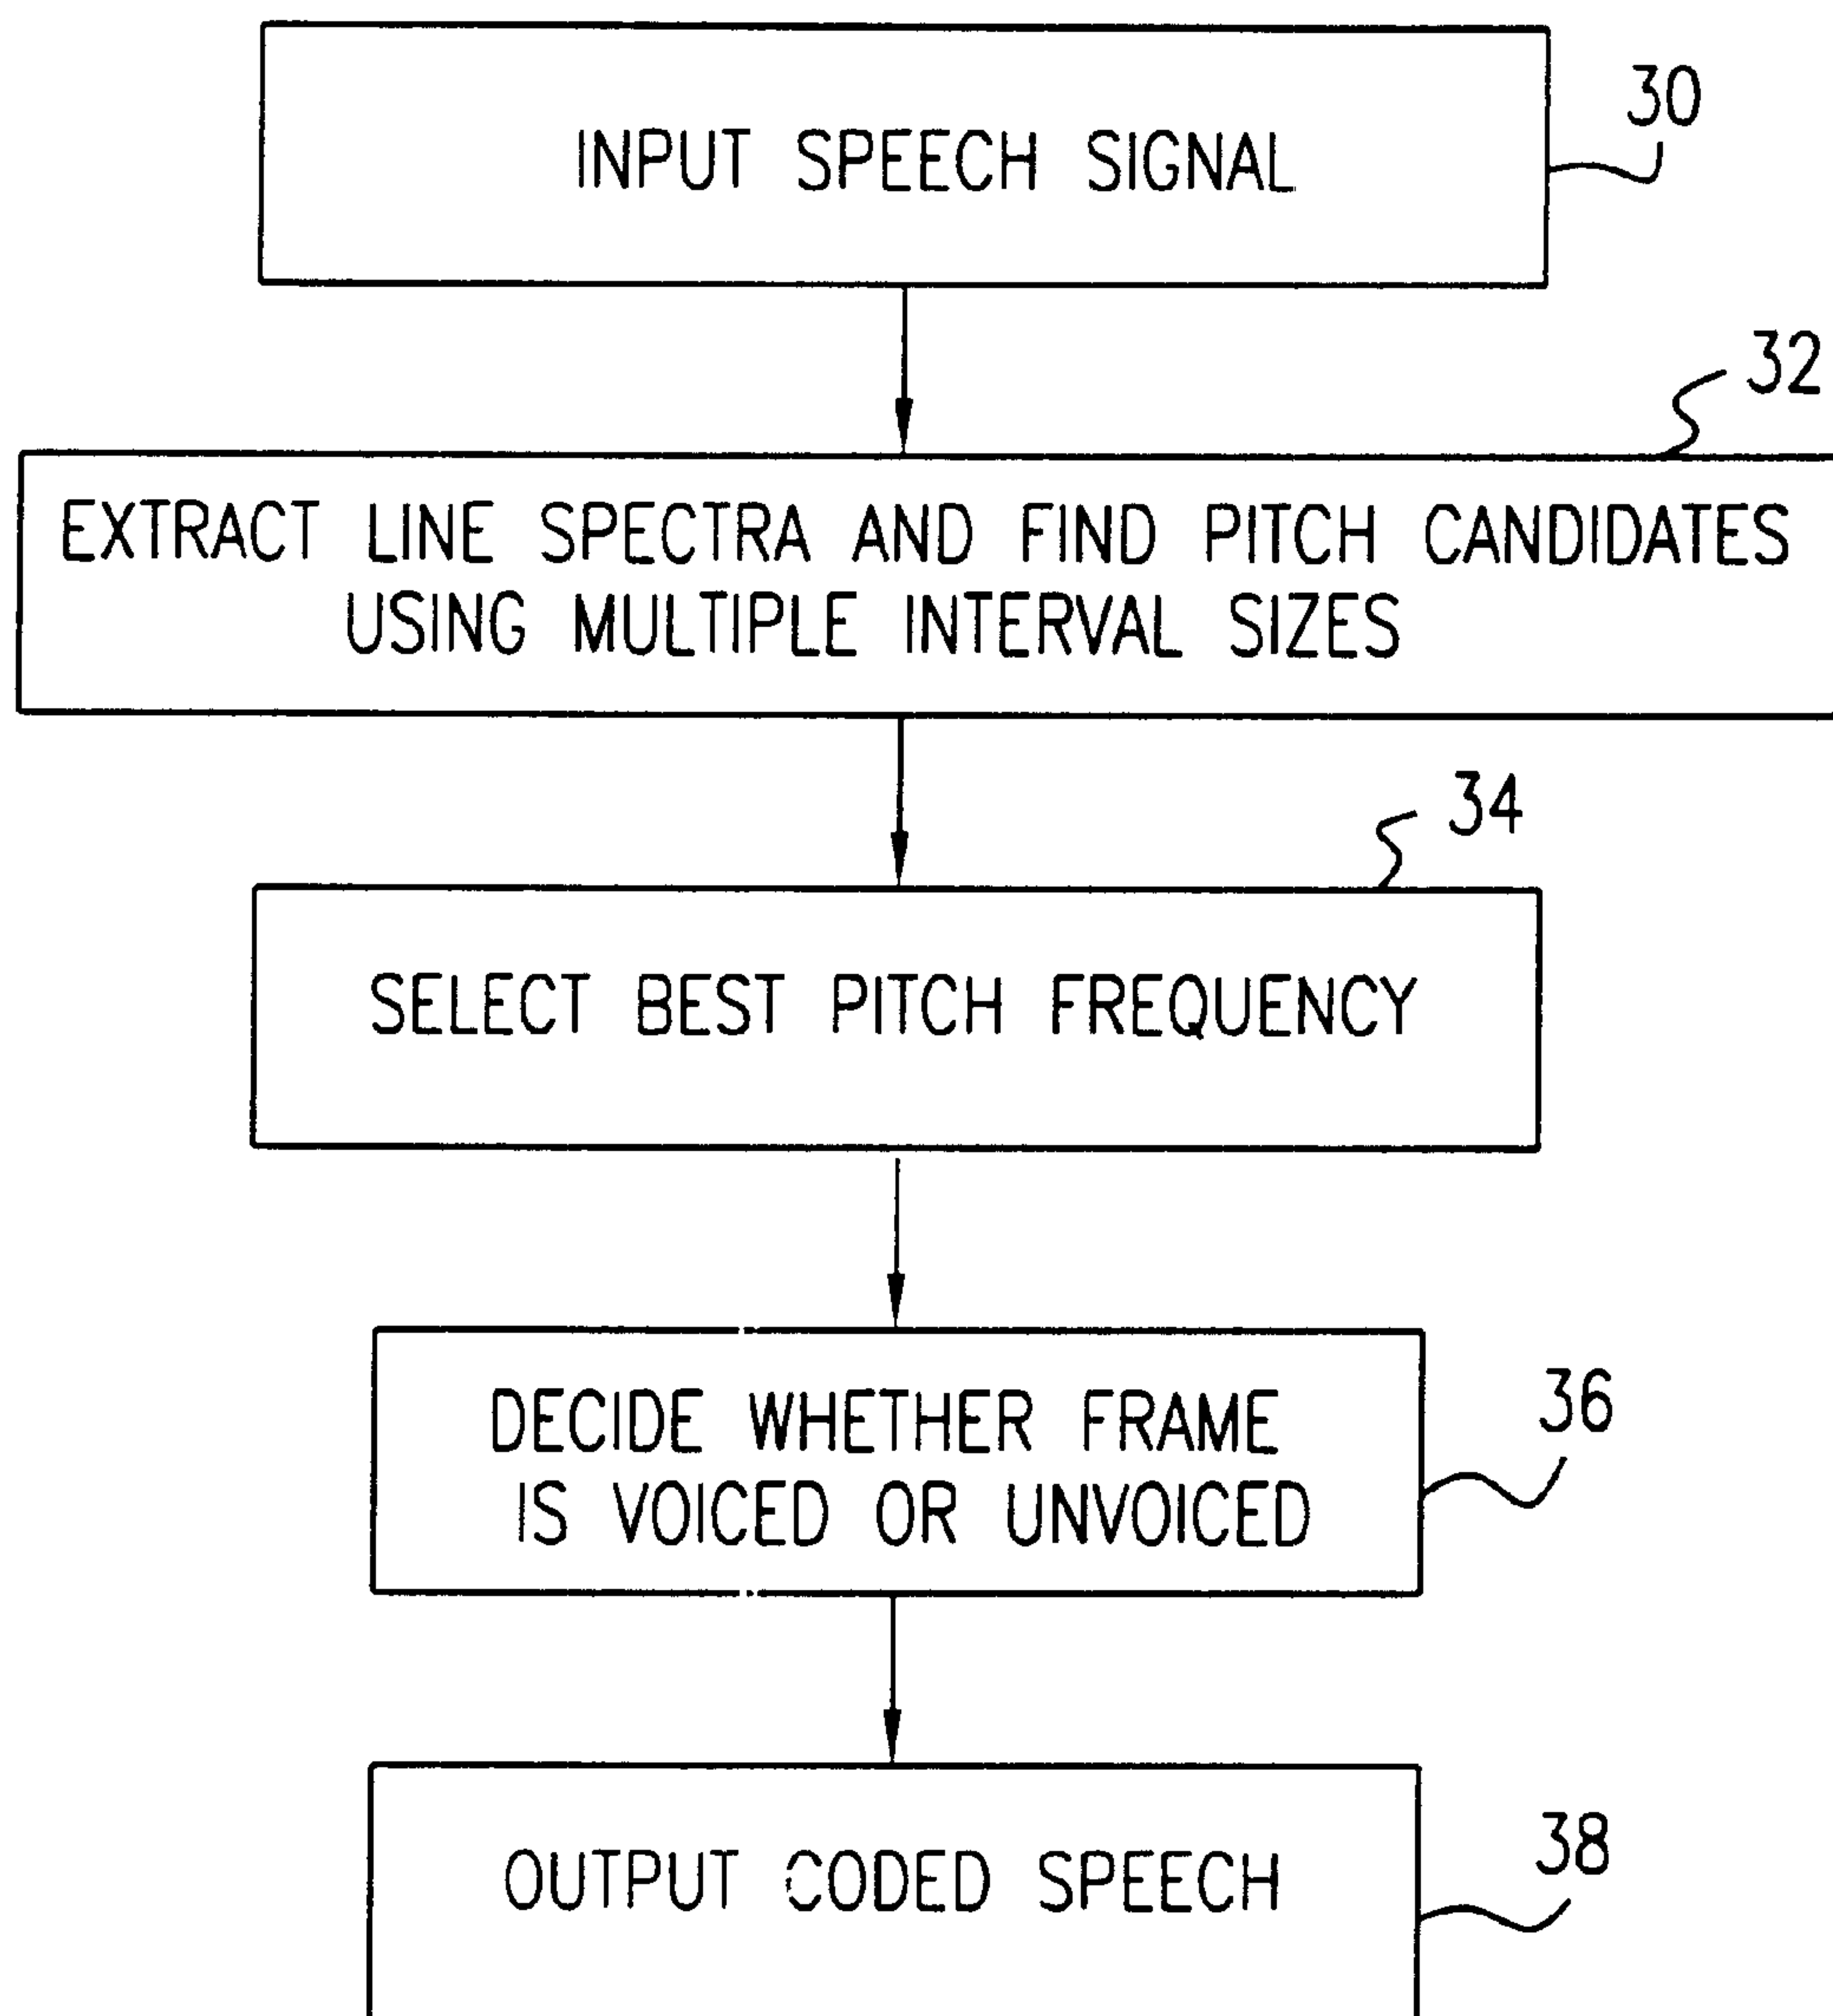 INPUT SPEECH SIGNAL
30
32
EXTRACT LINE SPECTRA AND FIND PITCH CANDIDATES
USING MULTIPLE INTERVAL SIZES
34
SELECT BEST PITCH FREQUENCY
DECIDE WHETHER FRAME
IS VOICED OR UNVOICED
36
OUTPUT CODED SPEECH
38